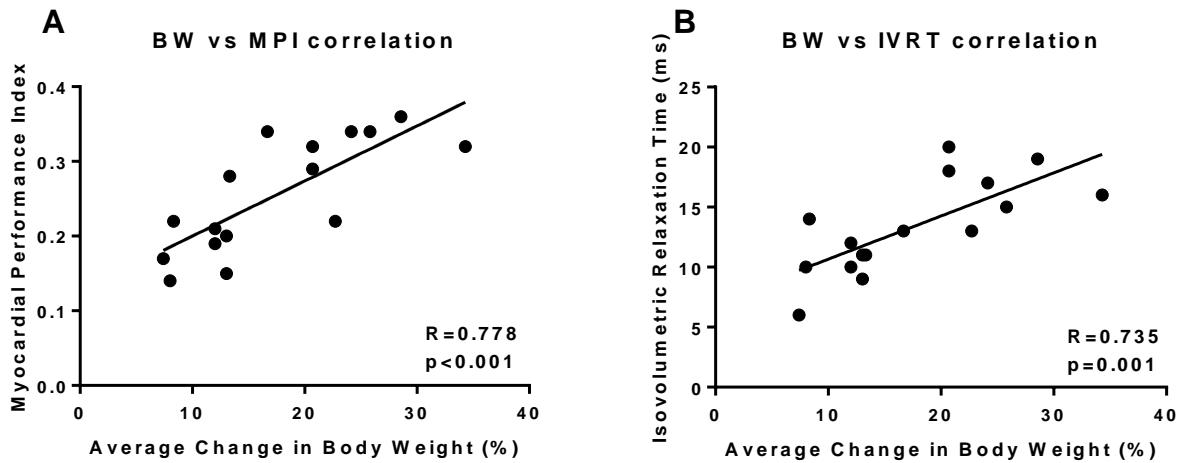 A
BW vs MPI correlation
Myocardial Performance Index
0.4
0.3
0.2
0.1
0.0
R=0.778
p<0.001
0 10 20 30 40
Average Change in Body Weight (%)
B
BW vs IVRT correlation
Isovolumetric Relaxation Time (ms)
25
20
15
10
5
0
R=0.735
p=0.001
0 10 20 30 40
Average Change in Body Weight (%)